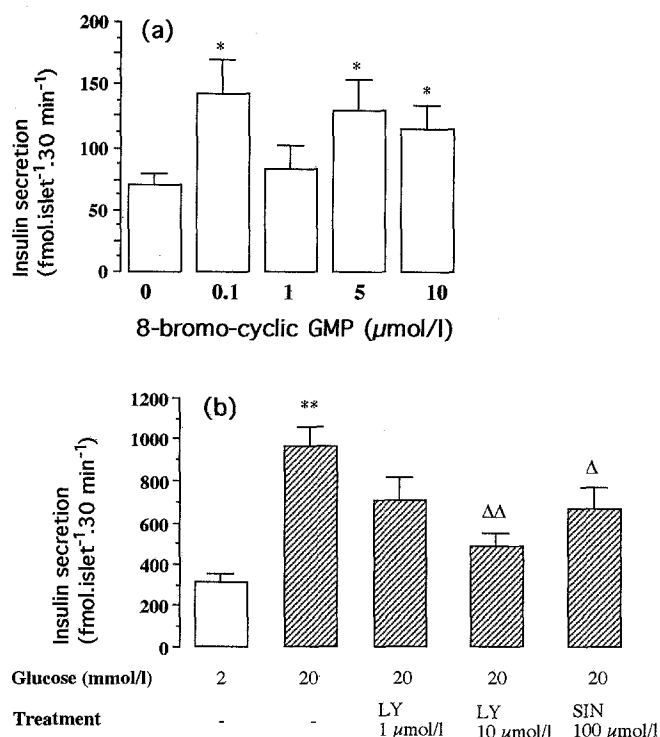 (a)
Insulin secretion
(fmol.islet⁻¹.30 min⁻¹)
200
150
100
50
0
*
*
*
0 0.1 1 5 10
8-bromo-cyclic GMP (μmol/l)
(b)
Insulin secretion
(fmol.islet⁻¹.30 min⁻¹)
1200
1000
800
600
400
200
0
**
ΔΔ
Δ
Glucose (mmol/l) 2 20 20 20 20
Treatment - - LY LY SIN
1 μmol/l 10 μmol/l 100 μmol/l